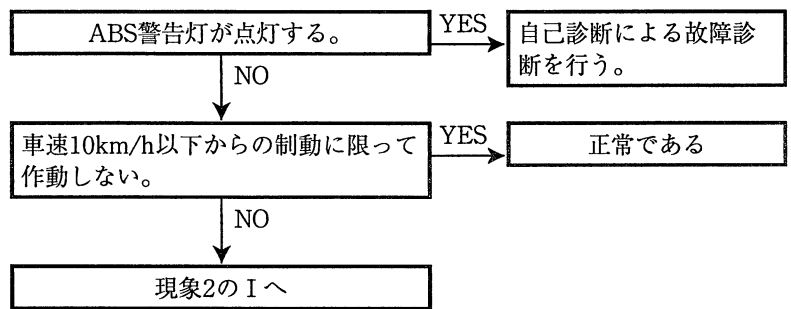 ABS警告灯が点灯する。
YES
自己診断による故障診
断を行う。
NO
車速10km/h以下からの制動に限って
作動しない。
YES
正常である
NO
現象2のⅠへ